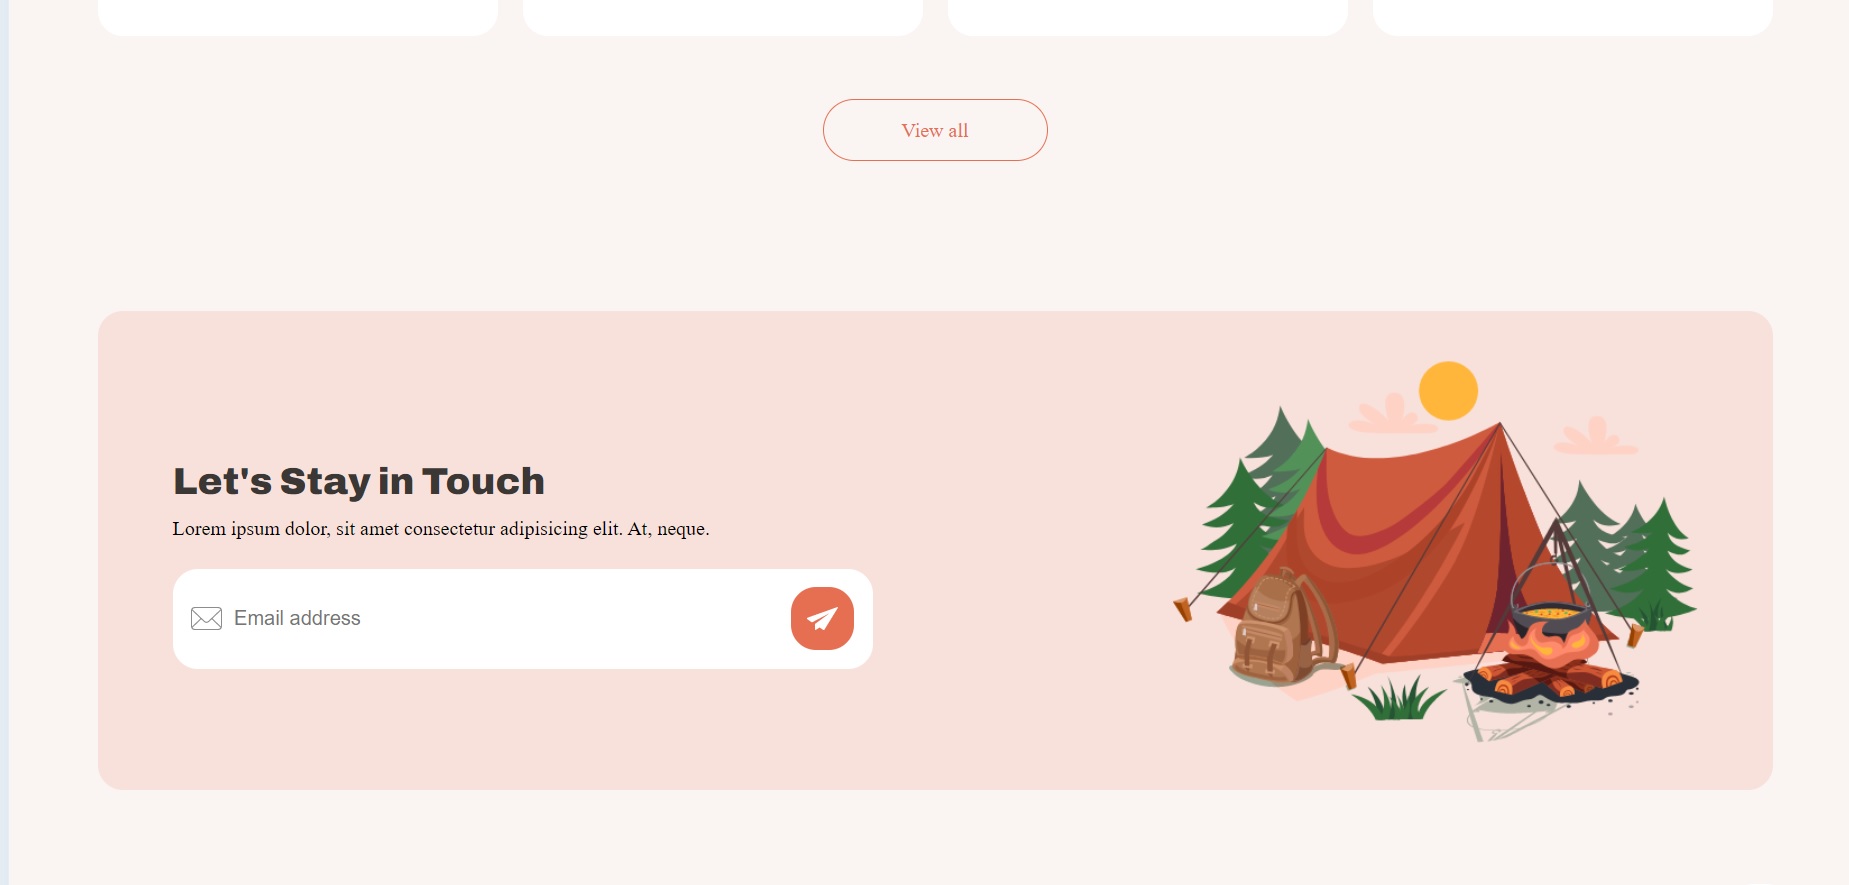 View all
Let's Stay in Touch
Lorem ipsum dolor, sit amet consectetur adipisicing elit. At, neque.
Email address